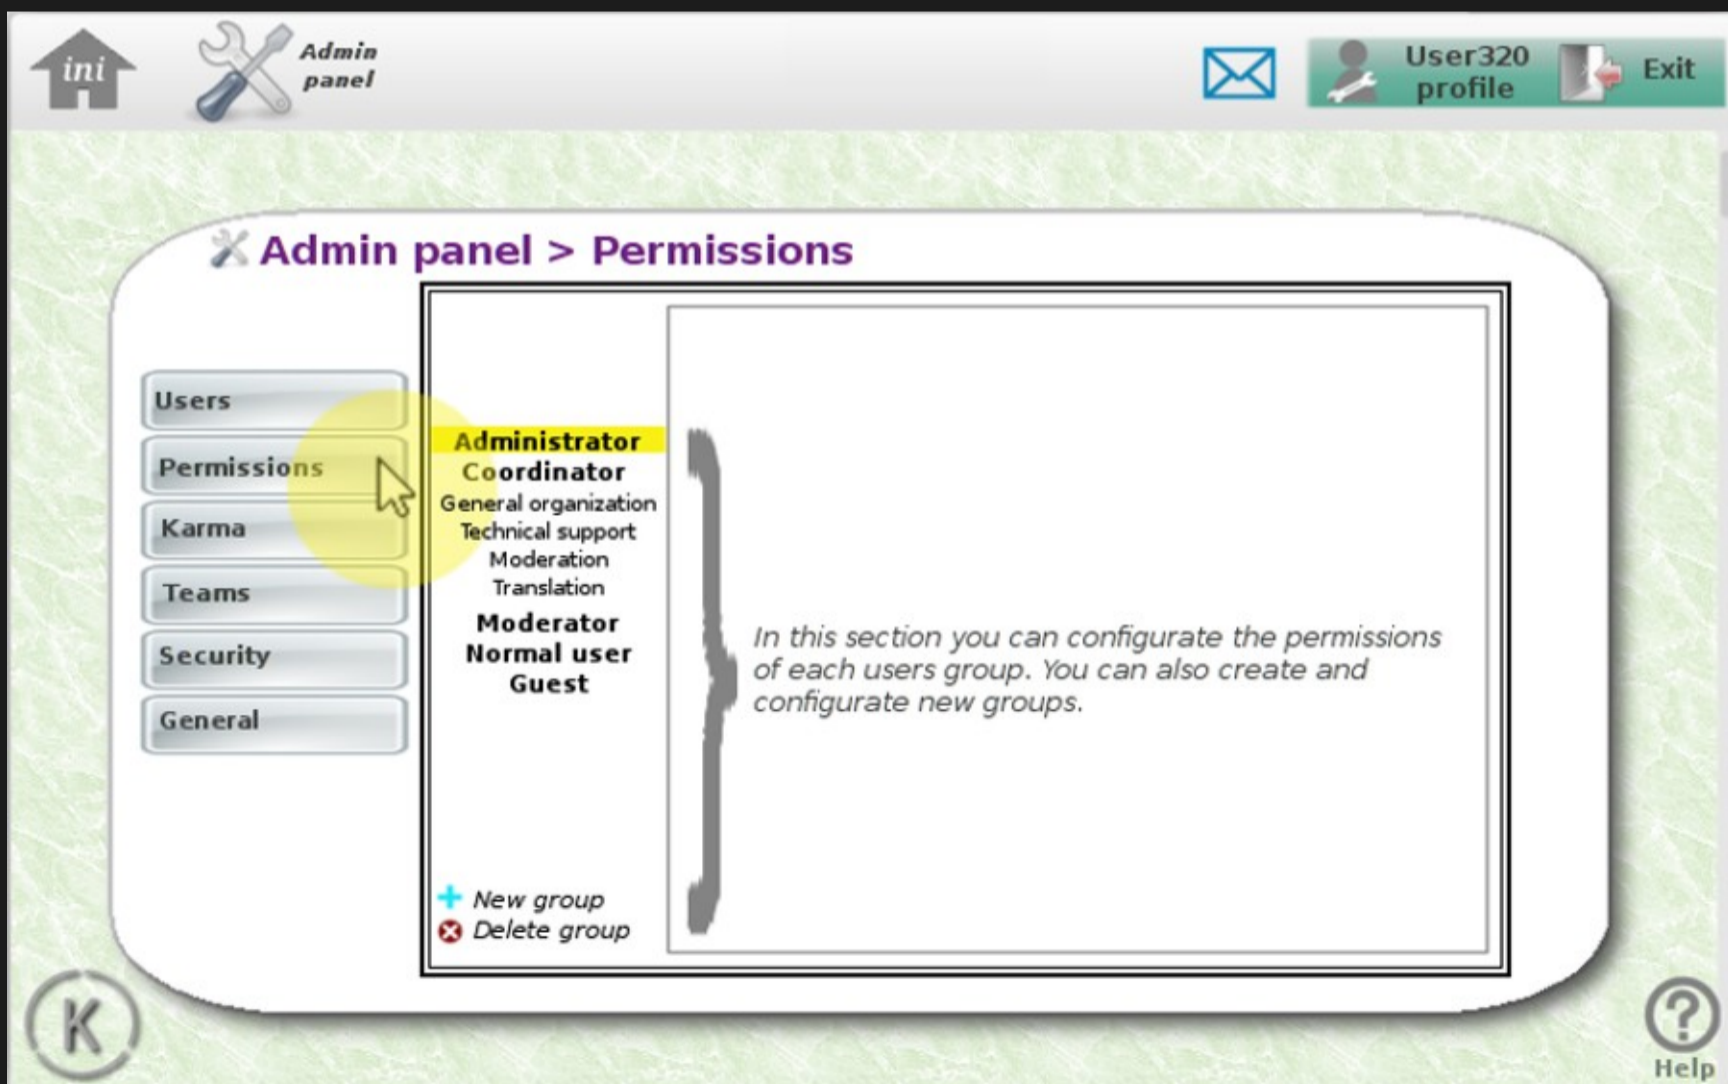 ini
Admin
panel
User320
profile
Exit
Admin panel > Permissions
Users
Permissions
Karma
Teams
Security
General
Administrator
Coordinator
General organization
Technical support
Moderation
Translation
Moderator
Normal user
Guest
New group
Delete group
In this section you can configurate the permissions
of each users group. You can also create and
configurate new groups.
K
?
Help